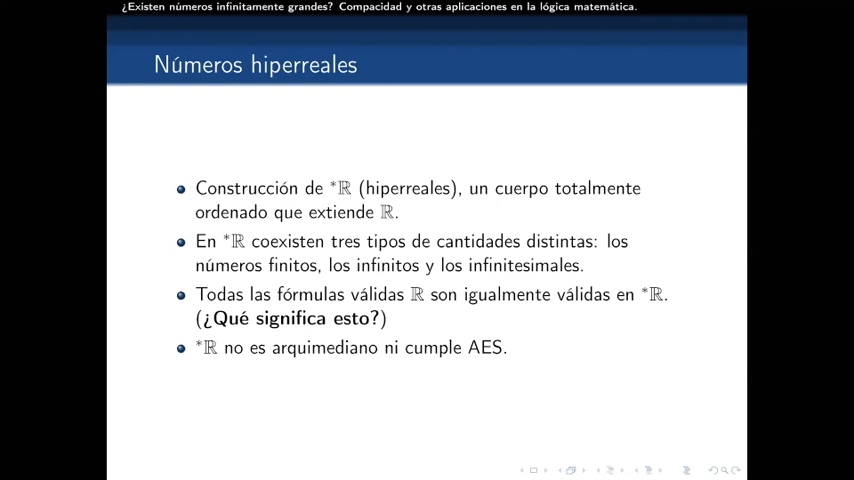 ¿Existen números infinitamente grandes? Compacidad y otras aplicaciones en la lógica matemática.
Números hiperreales
Construcción de *ℝ (hiperreales), un cuerpo totalmente
ordenado que extiende ℝ.
En *ℝ coexisten tres tipos de cantidades distintas: los
números finitos, los infinitos y los infinitesimales.
Todas las fórmulas válidas ℝ son igualmente válidas en *ℝ.
(¿Qué significa esto?)
*ℝ no es arquimediano ni cumple AES.